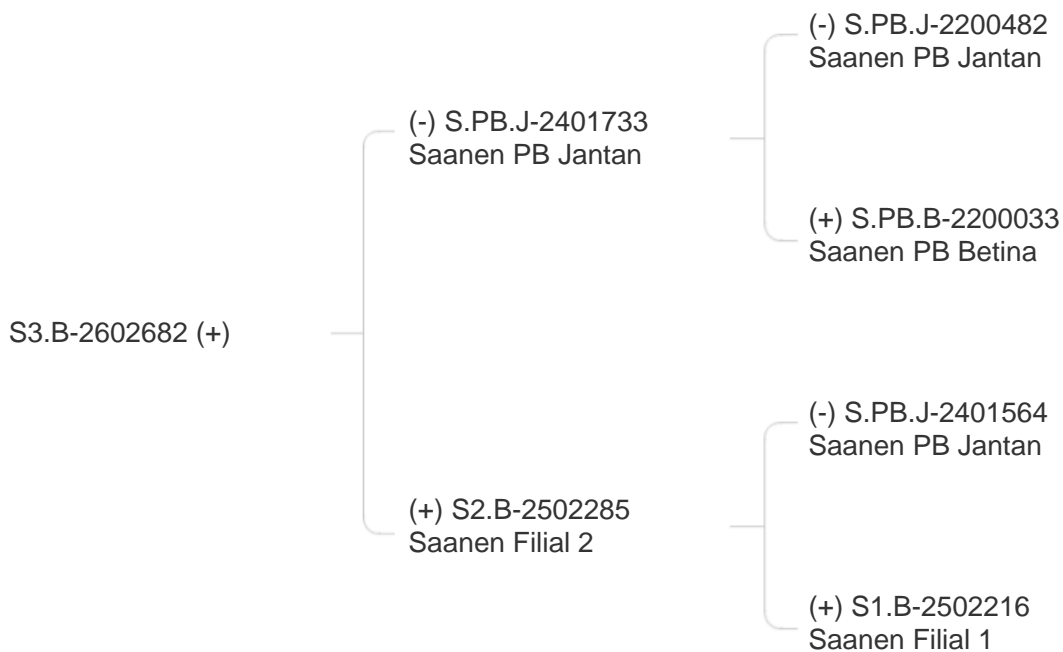 (-) S.PB.J-2200482
Saanen PB Jantan
(-) S.PB.J-2401733
Saanen PB Jantan
(+) S.PB.B-2200033
Saanen PB Betina
S3.B-2602682 (+)
(-) S.PB.J-2401564
Saanen PB Jantan
(+) S2.B-2502285
Saanen Filial 2
(+) S1.B-2502216
Saanen Filial 1